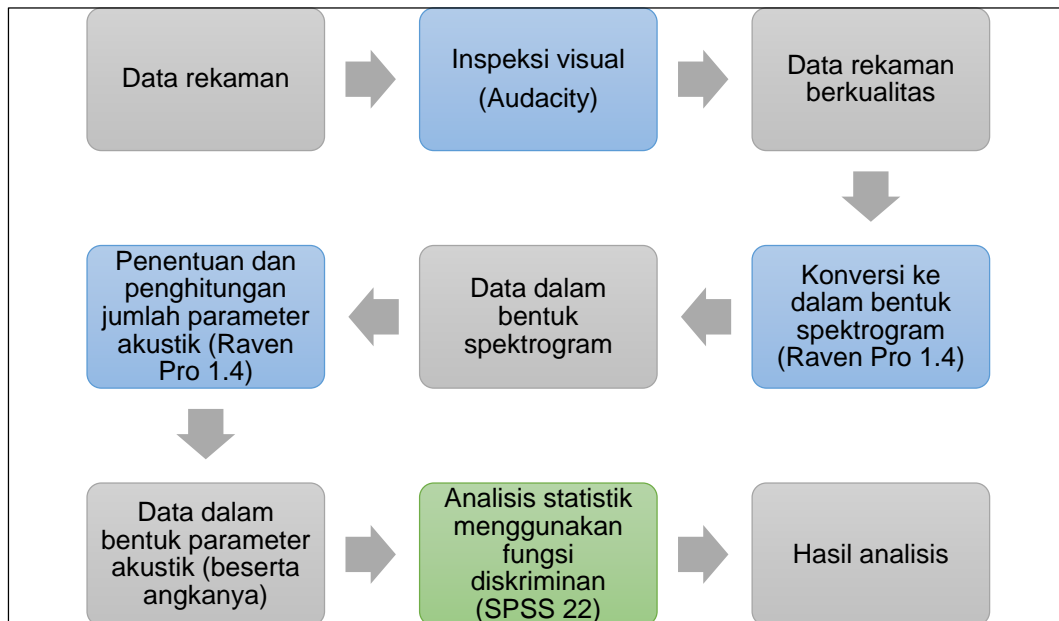 Data rekaman
Inspeksi visual
(Audacity)
Data rekaman
berkualitas
Konversi ke
dalam bentuk
spektrogram
(Raven Pro 1.4)
Data dalam
bentuk
spektrogram
Penentuan dan
penghitungan
jumlah parameter
akustik (Raven
Pro 1.4)
Data dalam
bentuk parameter
akustik (beserta
angkanya)
Analisis statistik
menggunakan
fungsi
diskriminan
(SPSS 22)
Hasil analisis